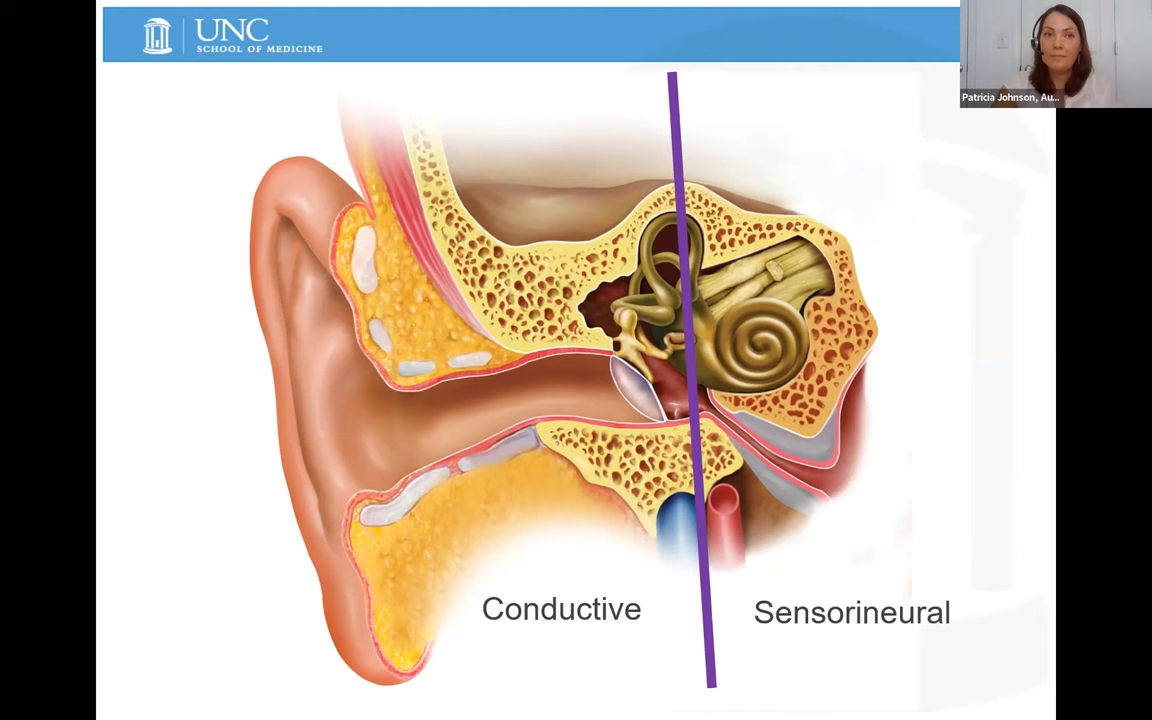 UNC
SCHOOL OF MEDICINE
Patricia Johnson, Au...
Conductive
Sensorineural